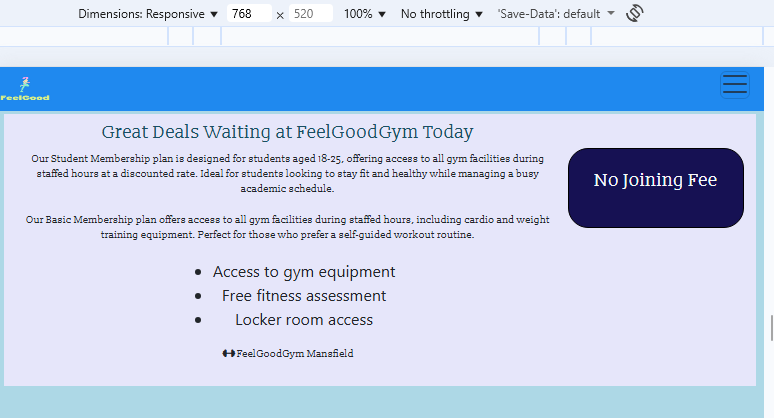 Dimensions: Responsive 768 x 520 100% No throttling 'Save-Data': default
FeelGood
Great Deals Waiting at FeelGoodGym Today
Our Student Membership plan is designed for students aged 18-25, offering access to all gym facilities during
staffed hours at a discounted rate. Ideal for students looking to stay fit and healthy while managing a busy
academic schedule.
No Joining Fee
Our Basic Membership plan offers access to all gym facilities during staffed hours, including cardio and weight
training equipment. Perfect for those who prefer a self-guided workout routine.
Access to gym equipment
Free fitness assessment
Locker room access
FeelGoodGym Mansfield